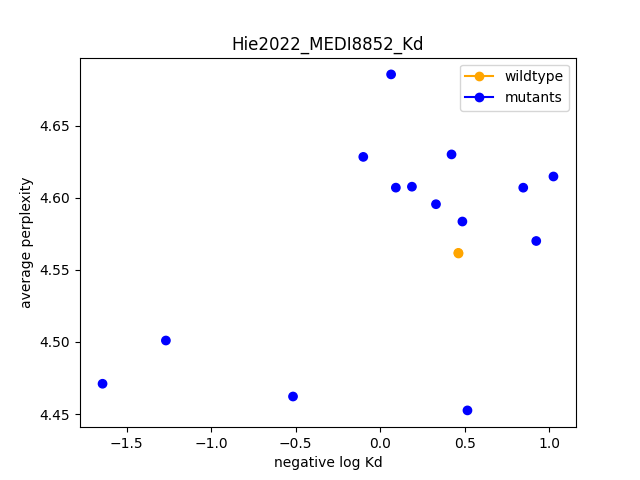 Hie2022_MEDI8852_Kd
wildtype
mutants
4.65
4.60
4.55
4.50
4.45
average perplexity
−1.5 −1.0 −0.5 0.0 0.5 1.0
negative log Kd